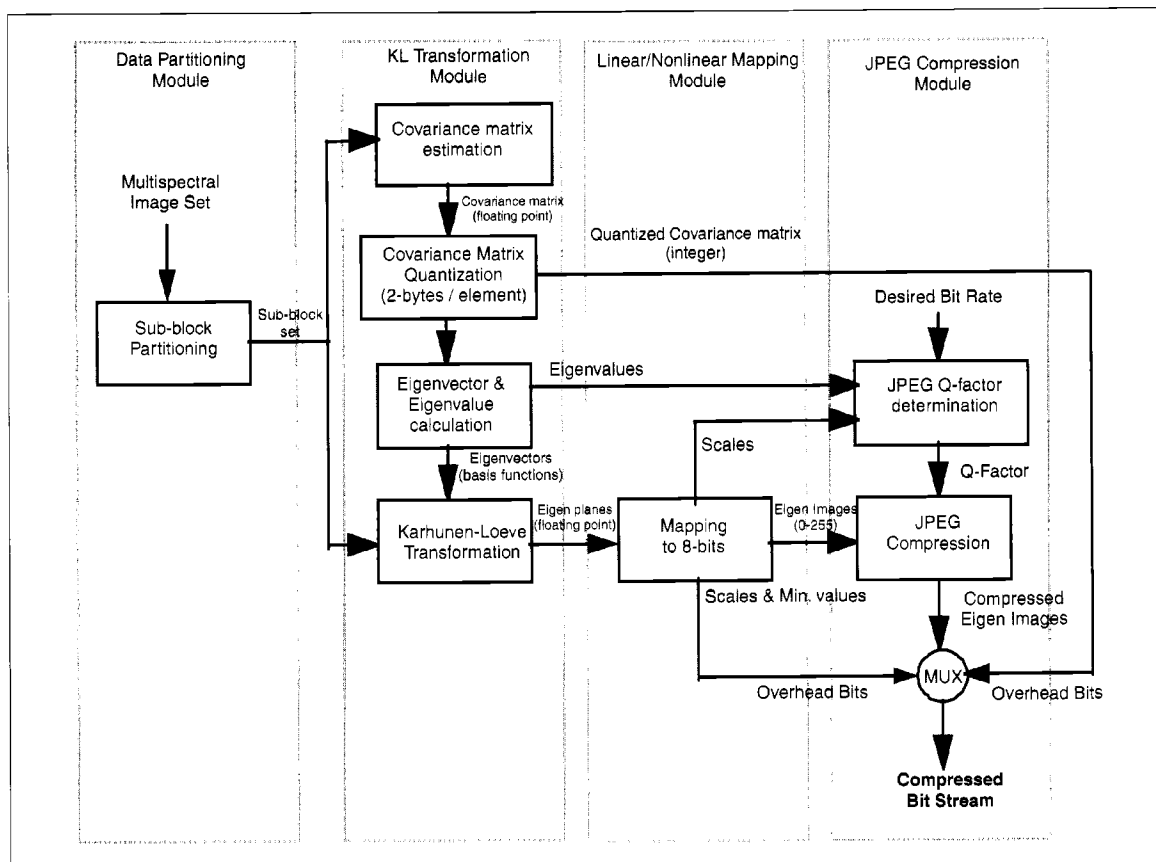 Data Partitioning
Module
KL Transformation
Module
Linear/Nonlinear Mapping
Module
JPEG Compression
Module
Multispectral
Image Set
Sub-block
Partitioning
Sub-block
set
Covariance matrix
estimation
Covariance matrix
(floating point)
Covariance Matrix
Quantization
(2-bytes / element)
Quantized Covariance matrix
(integer)
Eigenvector &
Eigenvalue
calculation
Eigenvalues
Eigenvectors
(basis functions)
Karhunen-Loeve
Transformation
Eigen planes
(floating point)
Mapping
to 8-bits
Scales
Eigen Images
(0-255)
Scales & Min. values
Desired Bit Rate
JPEG Q-factor
determination
Q-Factor
JPEG
Compression
Compressed
Eigen Images
MUX
Overhead Bits
Overhead Bits
Compressed
Bit Stream